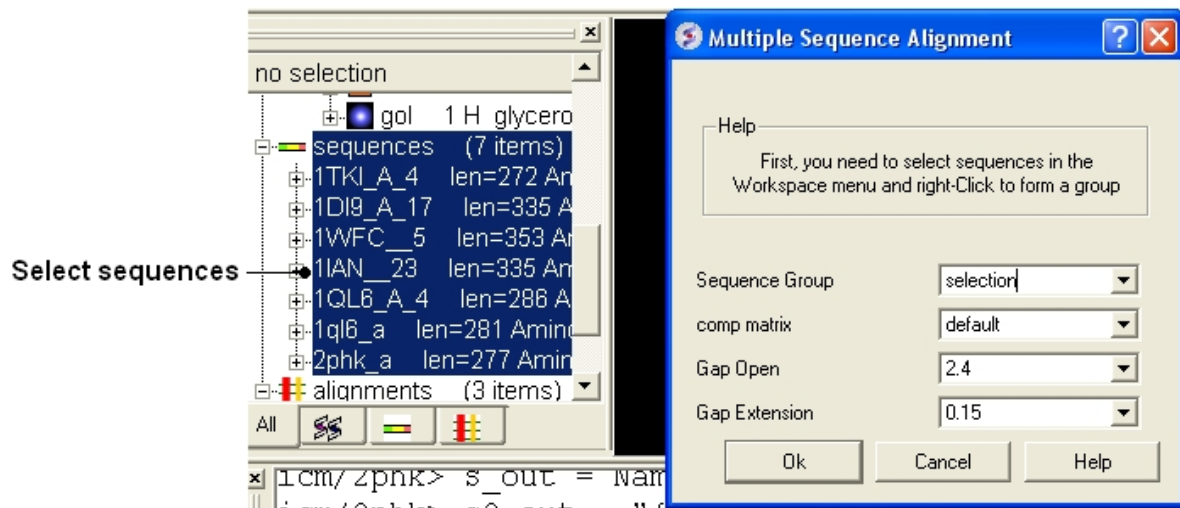 Select sequences
no selection
gol 1 H glycero
sequences (7 items)
1TKI_A_4 len=272 An
1DI9_A_17 len=335 A
1WFC__5 len=353 Ar
1IAN__23 len=335 Am
1QL6_A_4 len=286 A
1ql6_a len=281 Amino
2phk_a len=277 Amin
alignments (3 items)
All
icm/2phk> s_out = Nam
Multiple Sequence Alignment
Help
First, you need to select sequences in the
Workspace menu and right-Click to form a group
Sequence Group selection
comp matrix default
Gap Open 2.4
Gap Extension 0.15
Ok Cancel Help